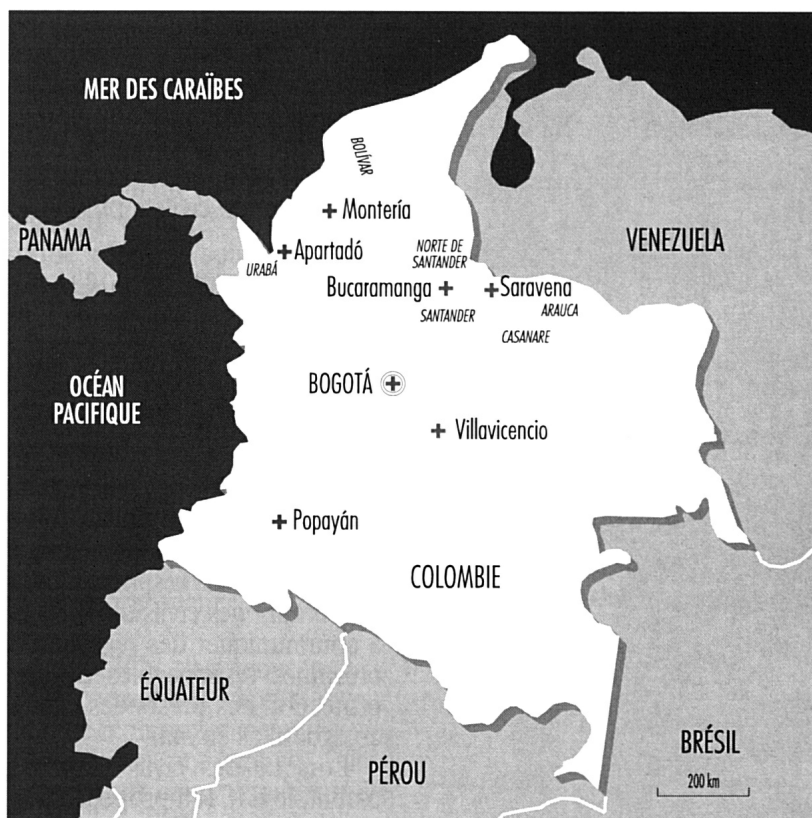 MER DES CARAÏBES
BOLÍVAR
Montería
PANAMA
Apartadó
URABÁ
NORTE DE
SANTANDER
VENEZUELA
Bucaramanga
Saravena
SANTANDER
ARAUCA
CASANARE
OCÉAN
PACIFIQUE
BOGOTÁ
Villavicencio
Popayán
COLOMBIE
ÉQUATEUR
PÉROU
BRÉSIL
200 km